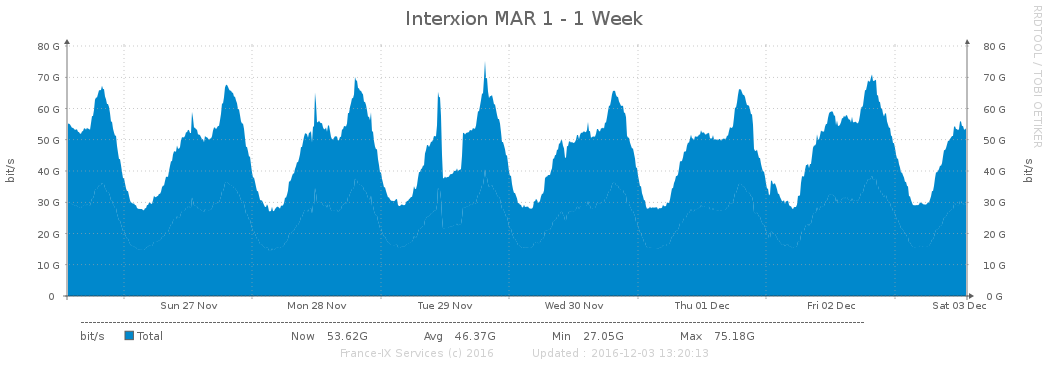 Interxion MAR 1 - 1 Week
RRDTOOL / TOBI OETIKER
80 G 80 G
70 G 70 G
60 G 60 G
50 G 50 G
40 G 40 G
30 G 30 G
20 G 20 G
10 G 10 G
0 0 G
bit/s
bit/s
Sun 27 Nov Mon 28 Nov Tue 29 Nov Wed 30 Nov Thu 01 Dec Fri 02 Dec Sat 03 Dec
bit/s Total Now 53.62G Avg 46.37G Min 27.05G Max 75.18G
France-IX Services (c) 2016 Updated : 2016-12-03 13:20:13